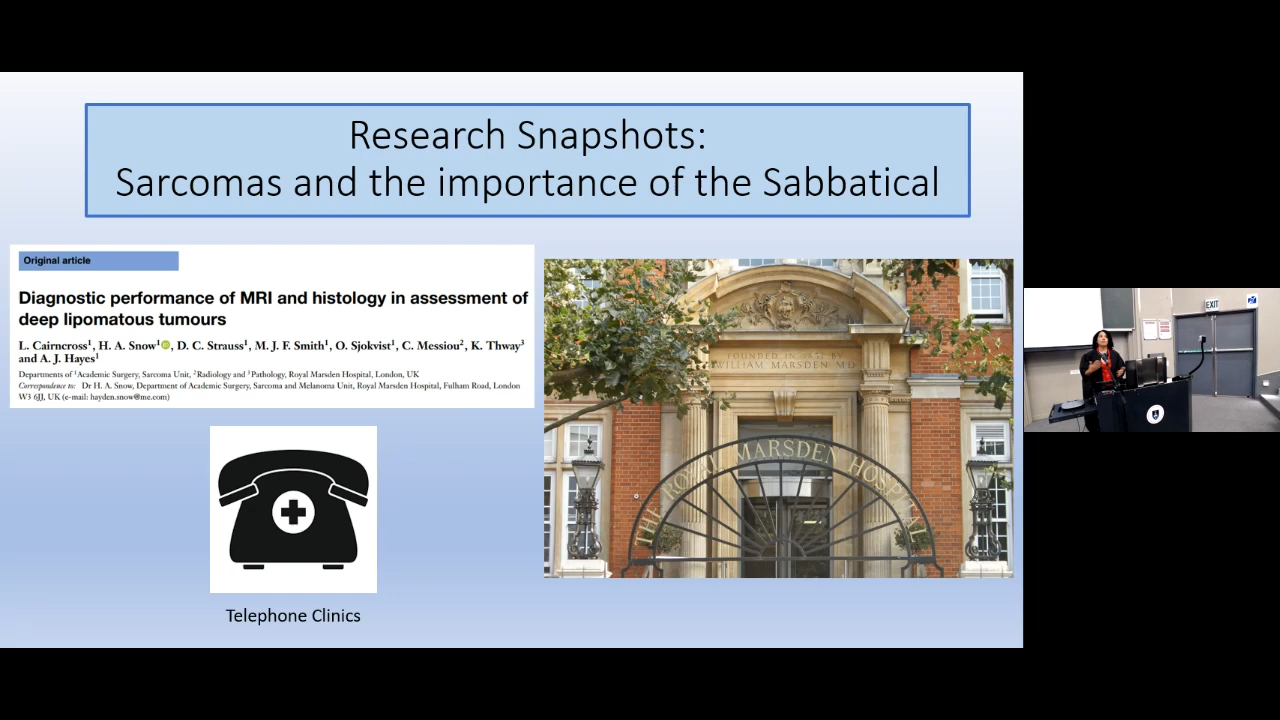 Research Snapshots:
Sarcomas and the importance of the Sabbatical
Original article
Diagnostic performance of MRI and histology in assessment of
deep lipomatous tumours
L. Cairncross¹, H. A. Snow¹, D. C. Strauss¹, M. J. F. Smith¹, O. Sjokvist¹, C. Messiou², K. Thway³
and A. J. Hayes¹
Departments of ¹Academic Surgery, Sarcoma Unit, ²Radiology and ³Pathology, Royal Marsden Hospital, London, UK
Correspondence to: Dr H. A. Snow, Department of Academic Surgery, Sarcoma and Melanoma Unit, Royal Marsden Hospital, Fulham Road, London
W3 6JJ, UK (e-mail: hayden.snow@me.com)
FOUNDED IN 1851 BY
WILLIAM MARSDEN MD
THE ROYAL MARSDEN HOSPITAL
Telephone Clinics
EXIT